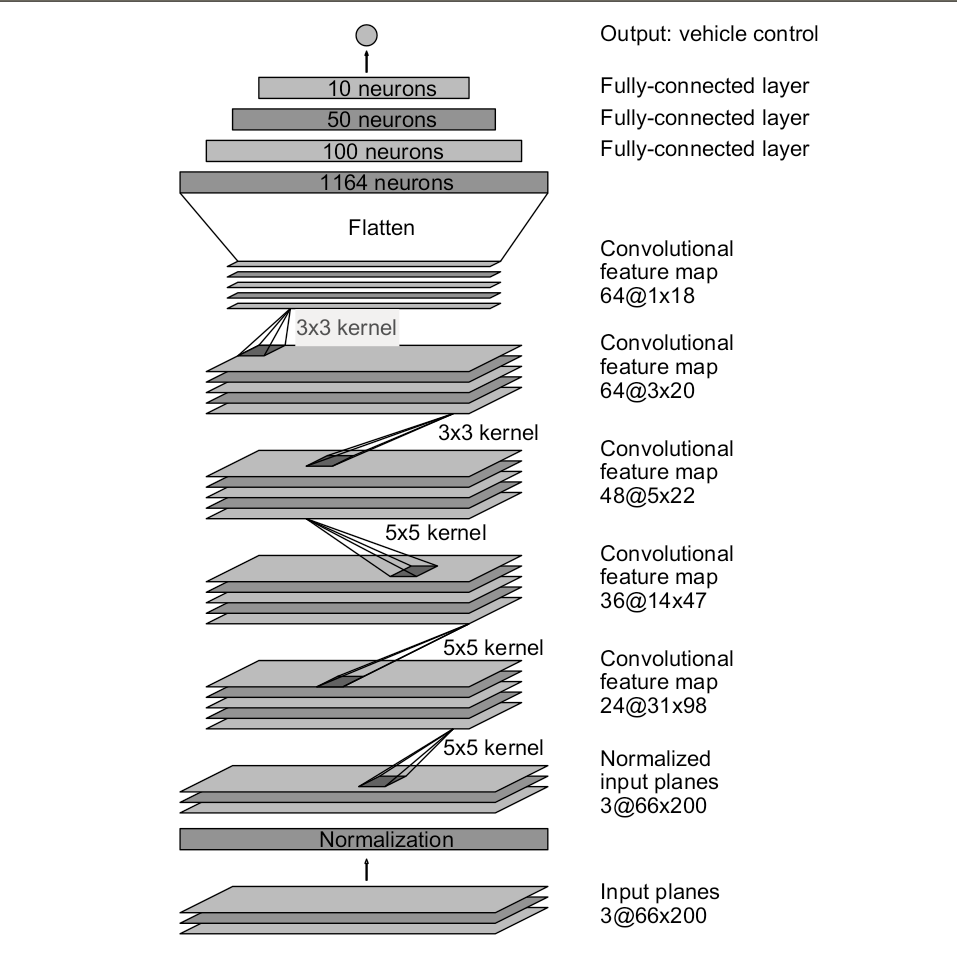 Output: vehicle control
10 neurons
Fully-connected layer
50 neurons
Fully-connected layer
100 neurons
Fully-connected layer
1164 neurons
Flatten
Convolutional
feature map
64@1x18
3x3 kernel
Convolutional
feature map
64@3x20
3x3 kernel
Convolutional
feature map
48@5x22
5x5 kernel
Convolutional
feature map
36@14x47
5x5 kernel
Convolutional
feature map
24@31x98
5x5 kernel
Normalized
input planes
3@66x200
Normalization
Input planes
3@66x200